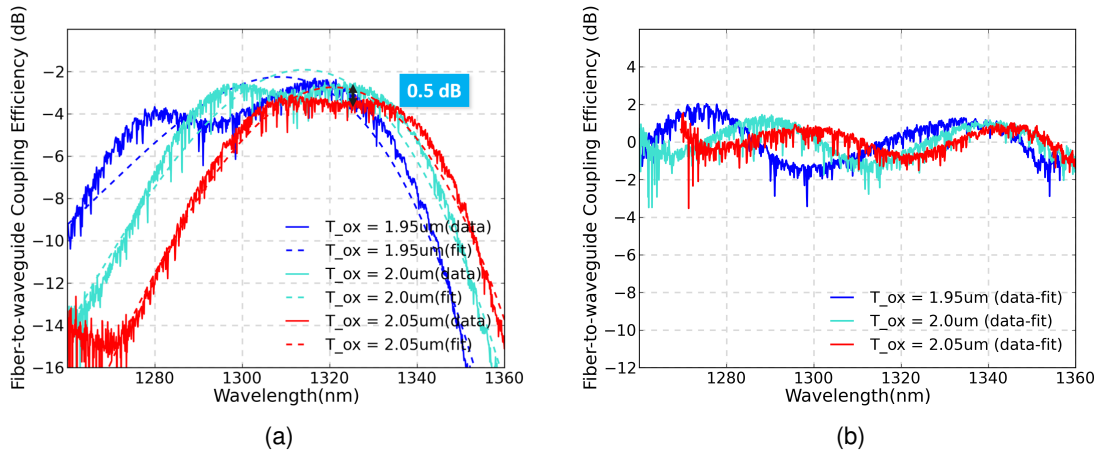 Fiber-to-waveguide Coupling Efficiency (dB)
−2
−4
−6
−8
−10
−12
−14
−16
0.5 dB
T_ox = 1.95um(data)
T_ox = 1.95um(fit)
T_ox = 2.0um(data)
T_ox = 2.0um(fit)
T_ox = 2.05um(data)
T_ox = 2.05um(fit)
1280 1300 1320 1340 1360
Wavelength(nm)
(a)
Fiber-to-waveguide Coupling Efficiency (dB)
4
2
0
−2
−4
−6
−8
−10
−12
T_ox = 1.95um (data-fit)
T_ox = 2.0um (data-fit)
T_ox = 2.05um (data-fit)
1280 1300 1320 1340 1360
Wavelength(nm)
(b)